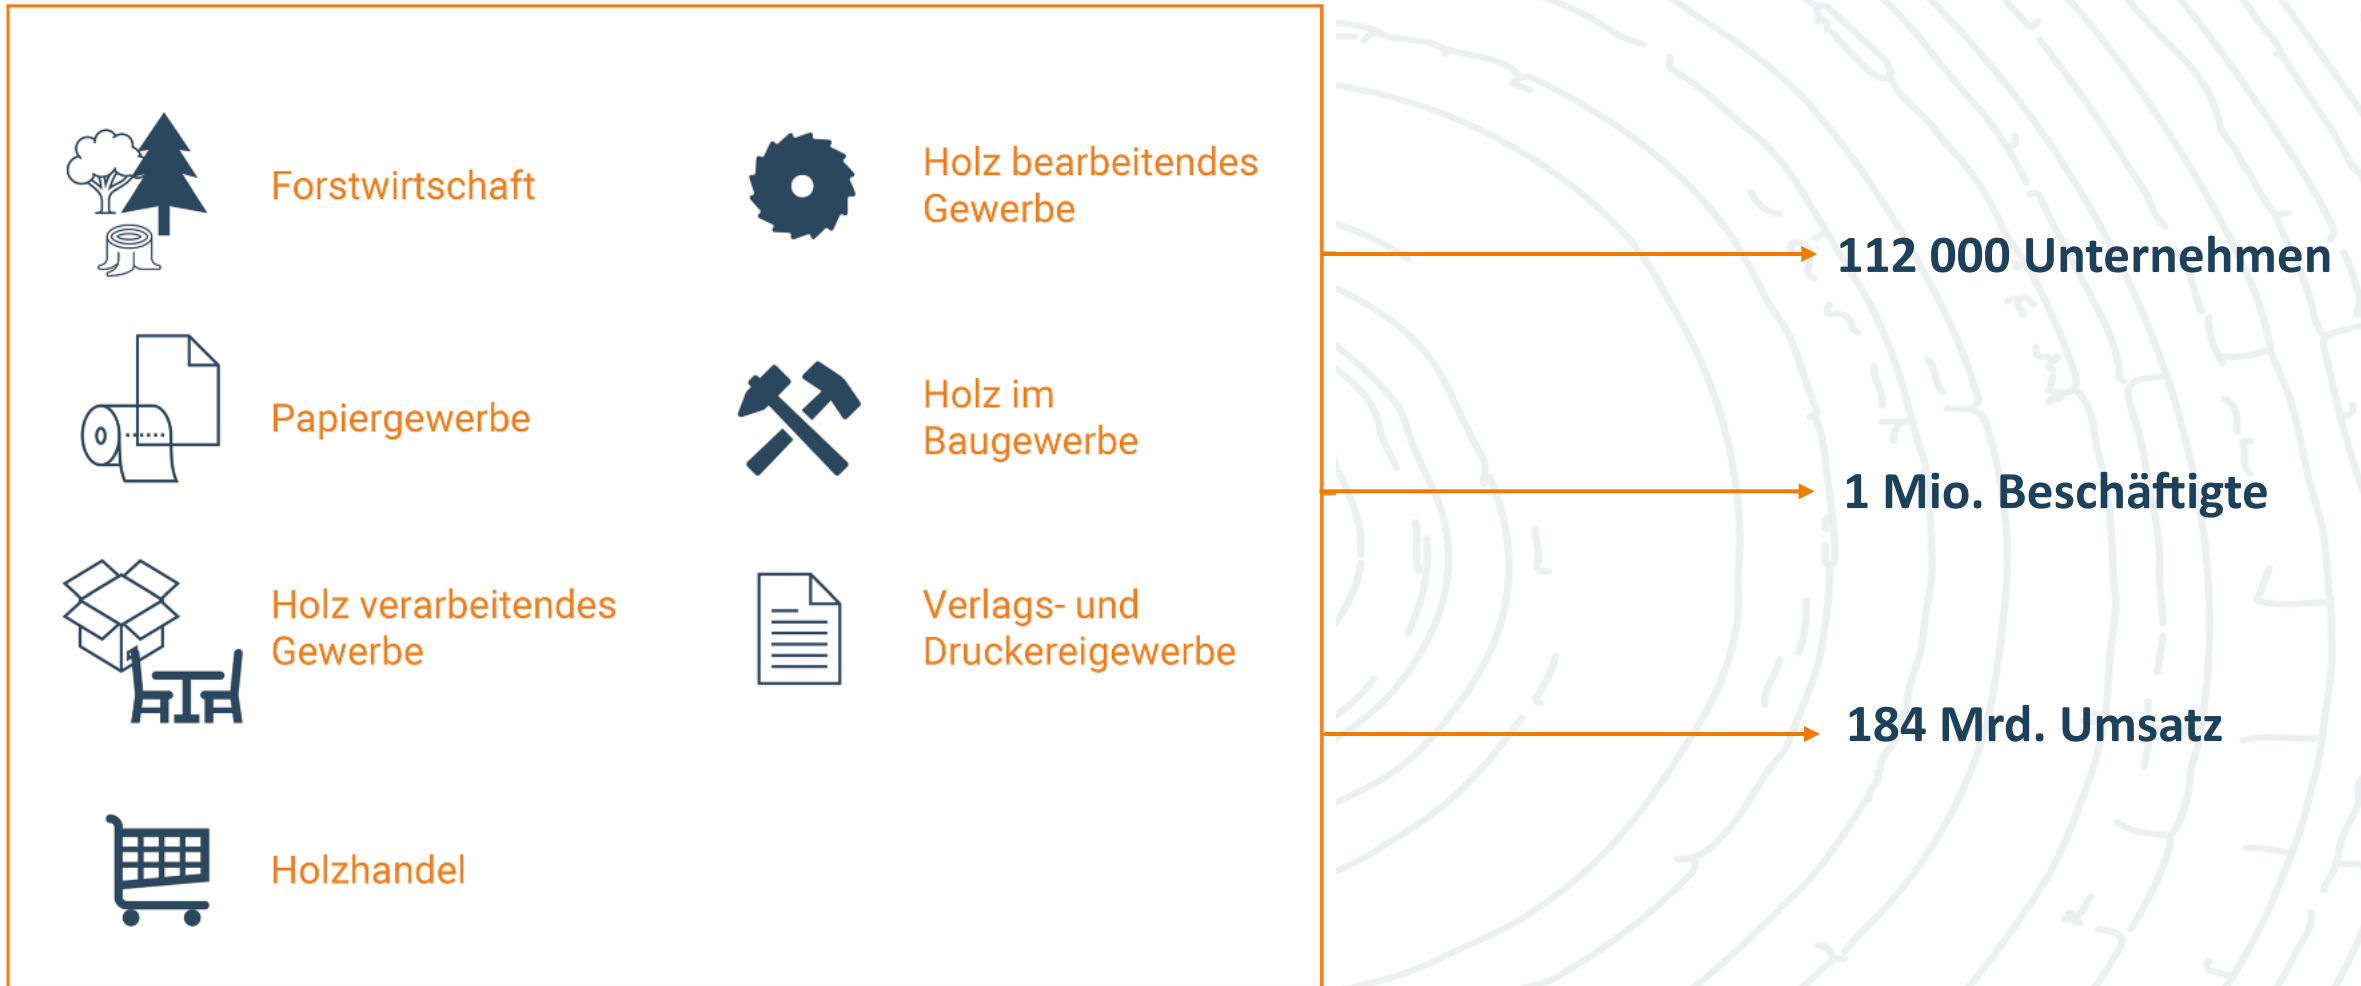 Forstwirtschaft
Holz bearbeitendes
Gewerbe
Papiergewerbe
Holz im
Baugewerbe
Holz verarbeitendes
Gewerbe
Verlags- und
Druckereigewerbe
Holzhandel
112 000 Unternehmen
1 Mio. Beschäftigte
184 Mrd. Umsatz